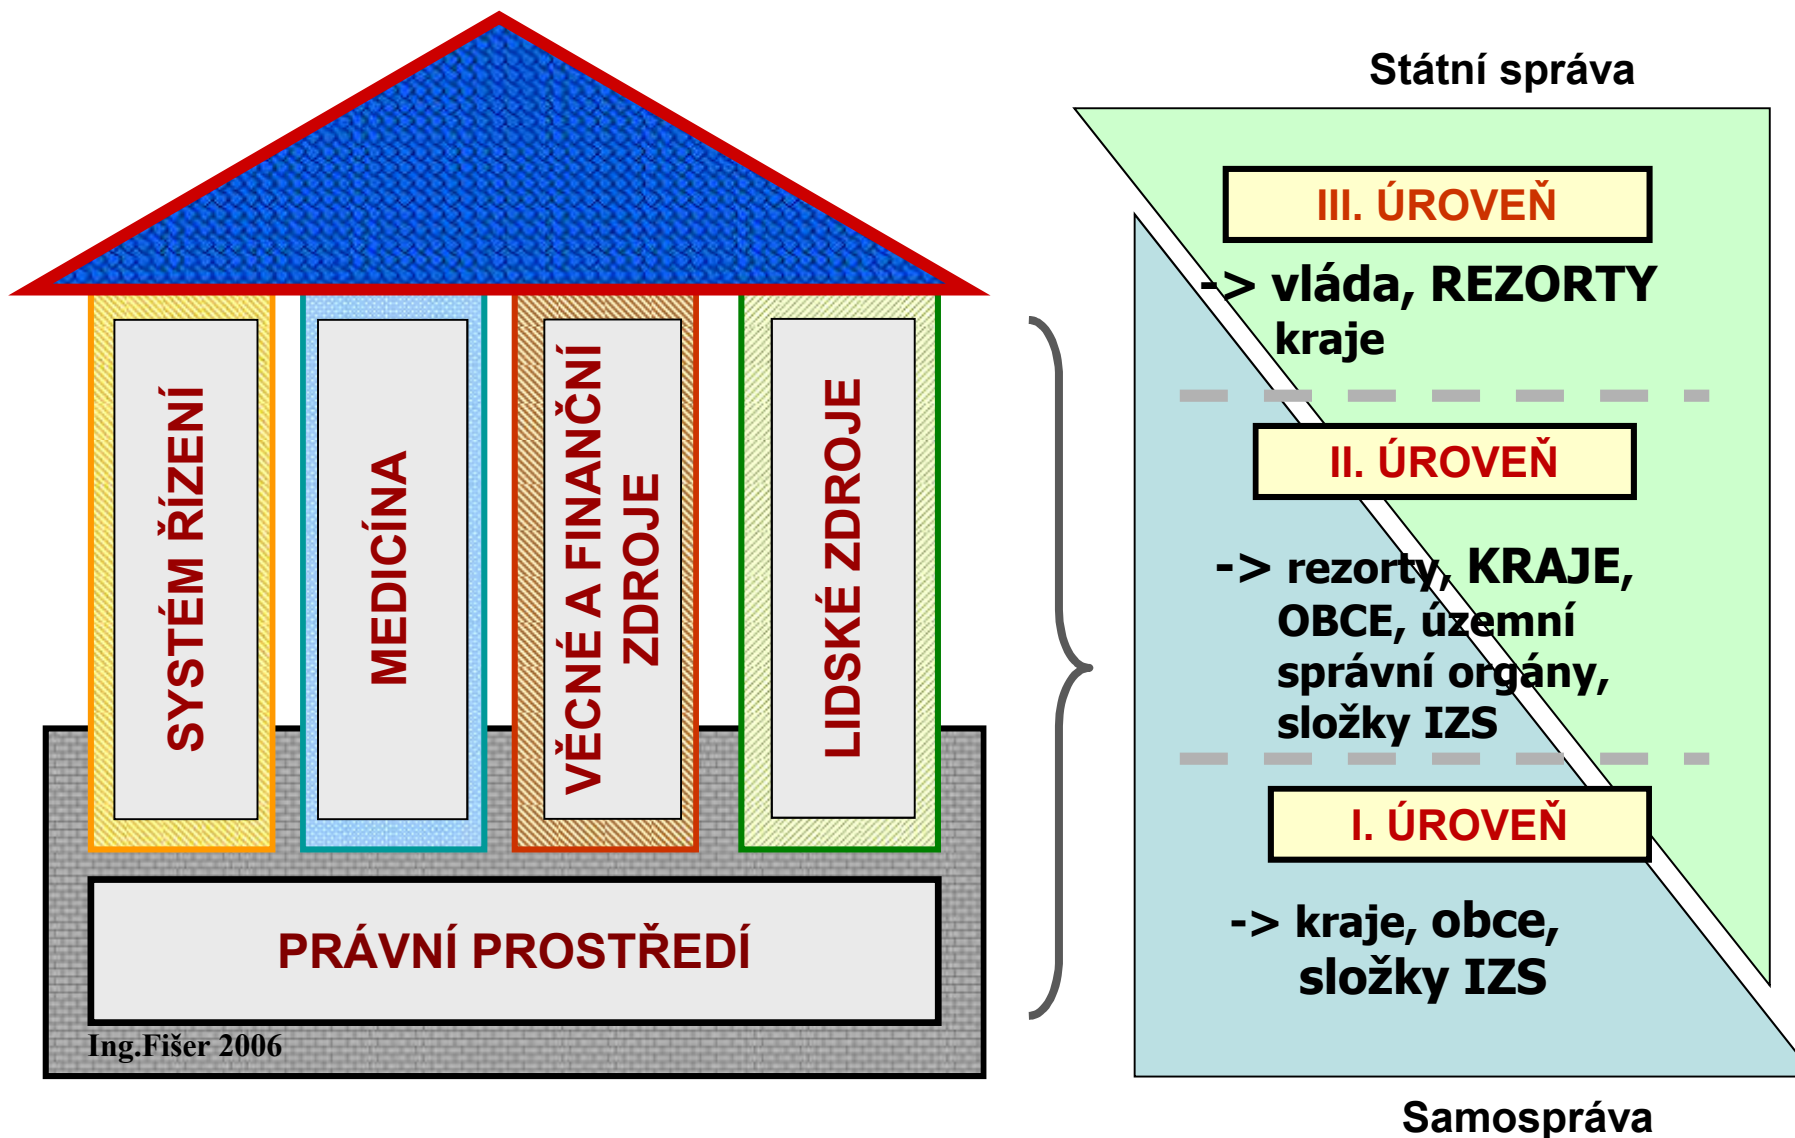 SYSTÉM ŘÍZENÍ
MEDICÍNA
VĚCNÉ A FINANČNÍ
ZDROJE
LIDSKÉ ZDROJE
PRÁVNÍ PROSTŘEDÍ
Ing.Fišer 2006
Státní správa
III. ÚROVEŇ
-> vláda, REZORTY
kraje
II. ÚROVEŇ
-> rezorty, KRAJE,
OBCE, územní
správní orgány,
složky IZS
I. ÚROVEŇ
-> kraje, obce,
složky IZS
Samospráva